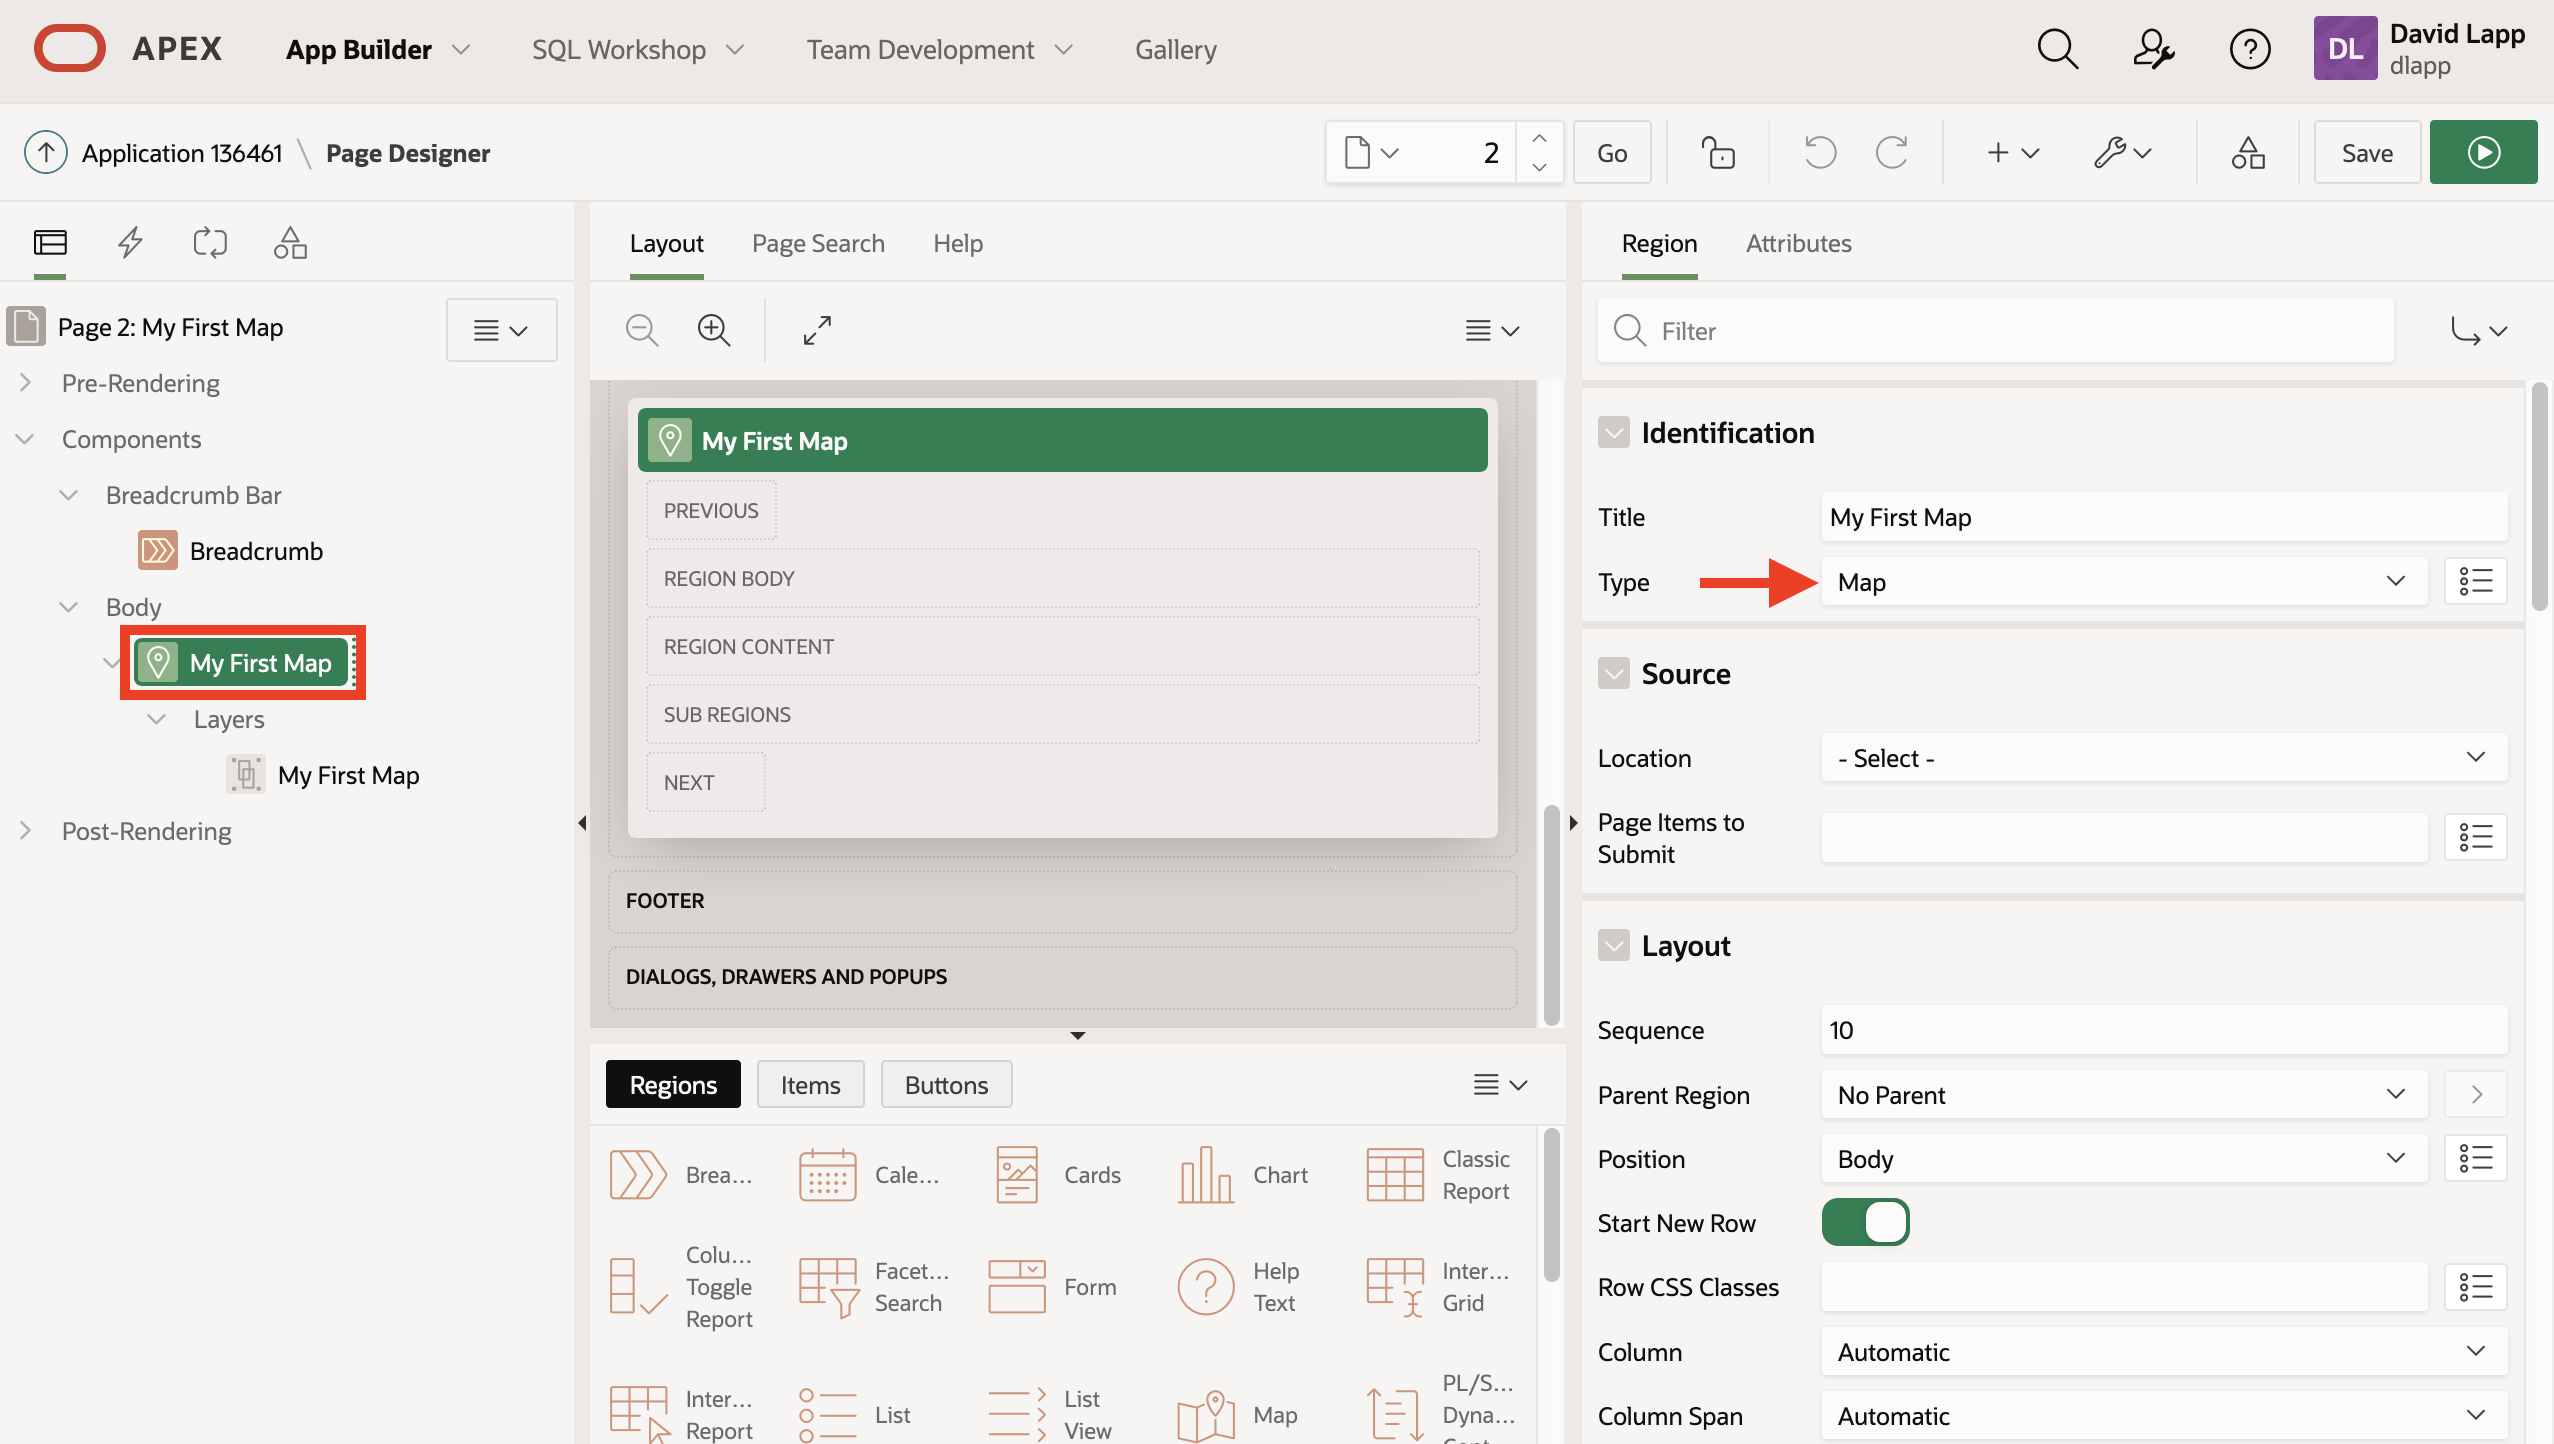 APEX
App Builder
SQL Workshop
Team Development
Gallery
DL
David Lapp
dlapp
Application 136461 \ Page Designer
2
Go
Save
Page 2: My First Map
Pre-Rendering
Components
Breadcrumb Bar
Breadcrumb
Body
My First Map
Layers
My First Map
Post-Rendering
Layout
Page Search
Help
My First Map
PREVIOUS
REGION BODY
REGION CONTENT
SUB REGIONS
NEXT
FOOTER
DIALOGS, DRAWERS AND POPUPS
Regions
Items
Buttons
Brea...
Cale...
Cards
Chart
Classic
Report
Colu...
Toggle
Report
Facet...
Search
Form
Help
Text
Inter...
Grid
Inter...
Report
List
List
View
Map
PL/S...
Dyna...
Region
Attributes
Filter
Identification
Title
My First Map
Type
Map
Source
Location
- Select -
Page Items to
Submit
Layout
Sequence
10
Parent Region
No Parent
Position
Body
Start New Row
Row CSS Classes
Column
Automatic
Column Span
Automatic